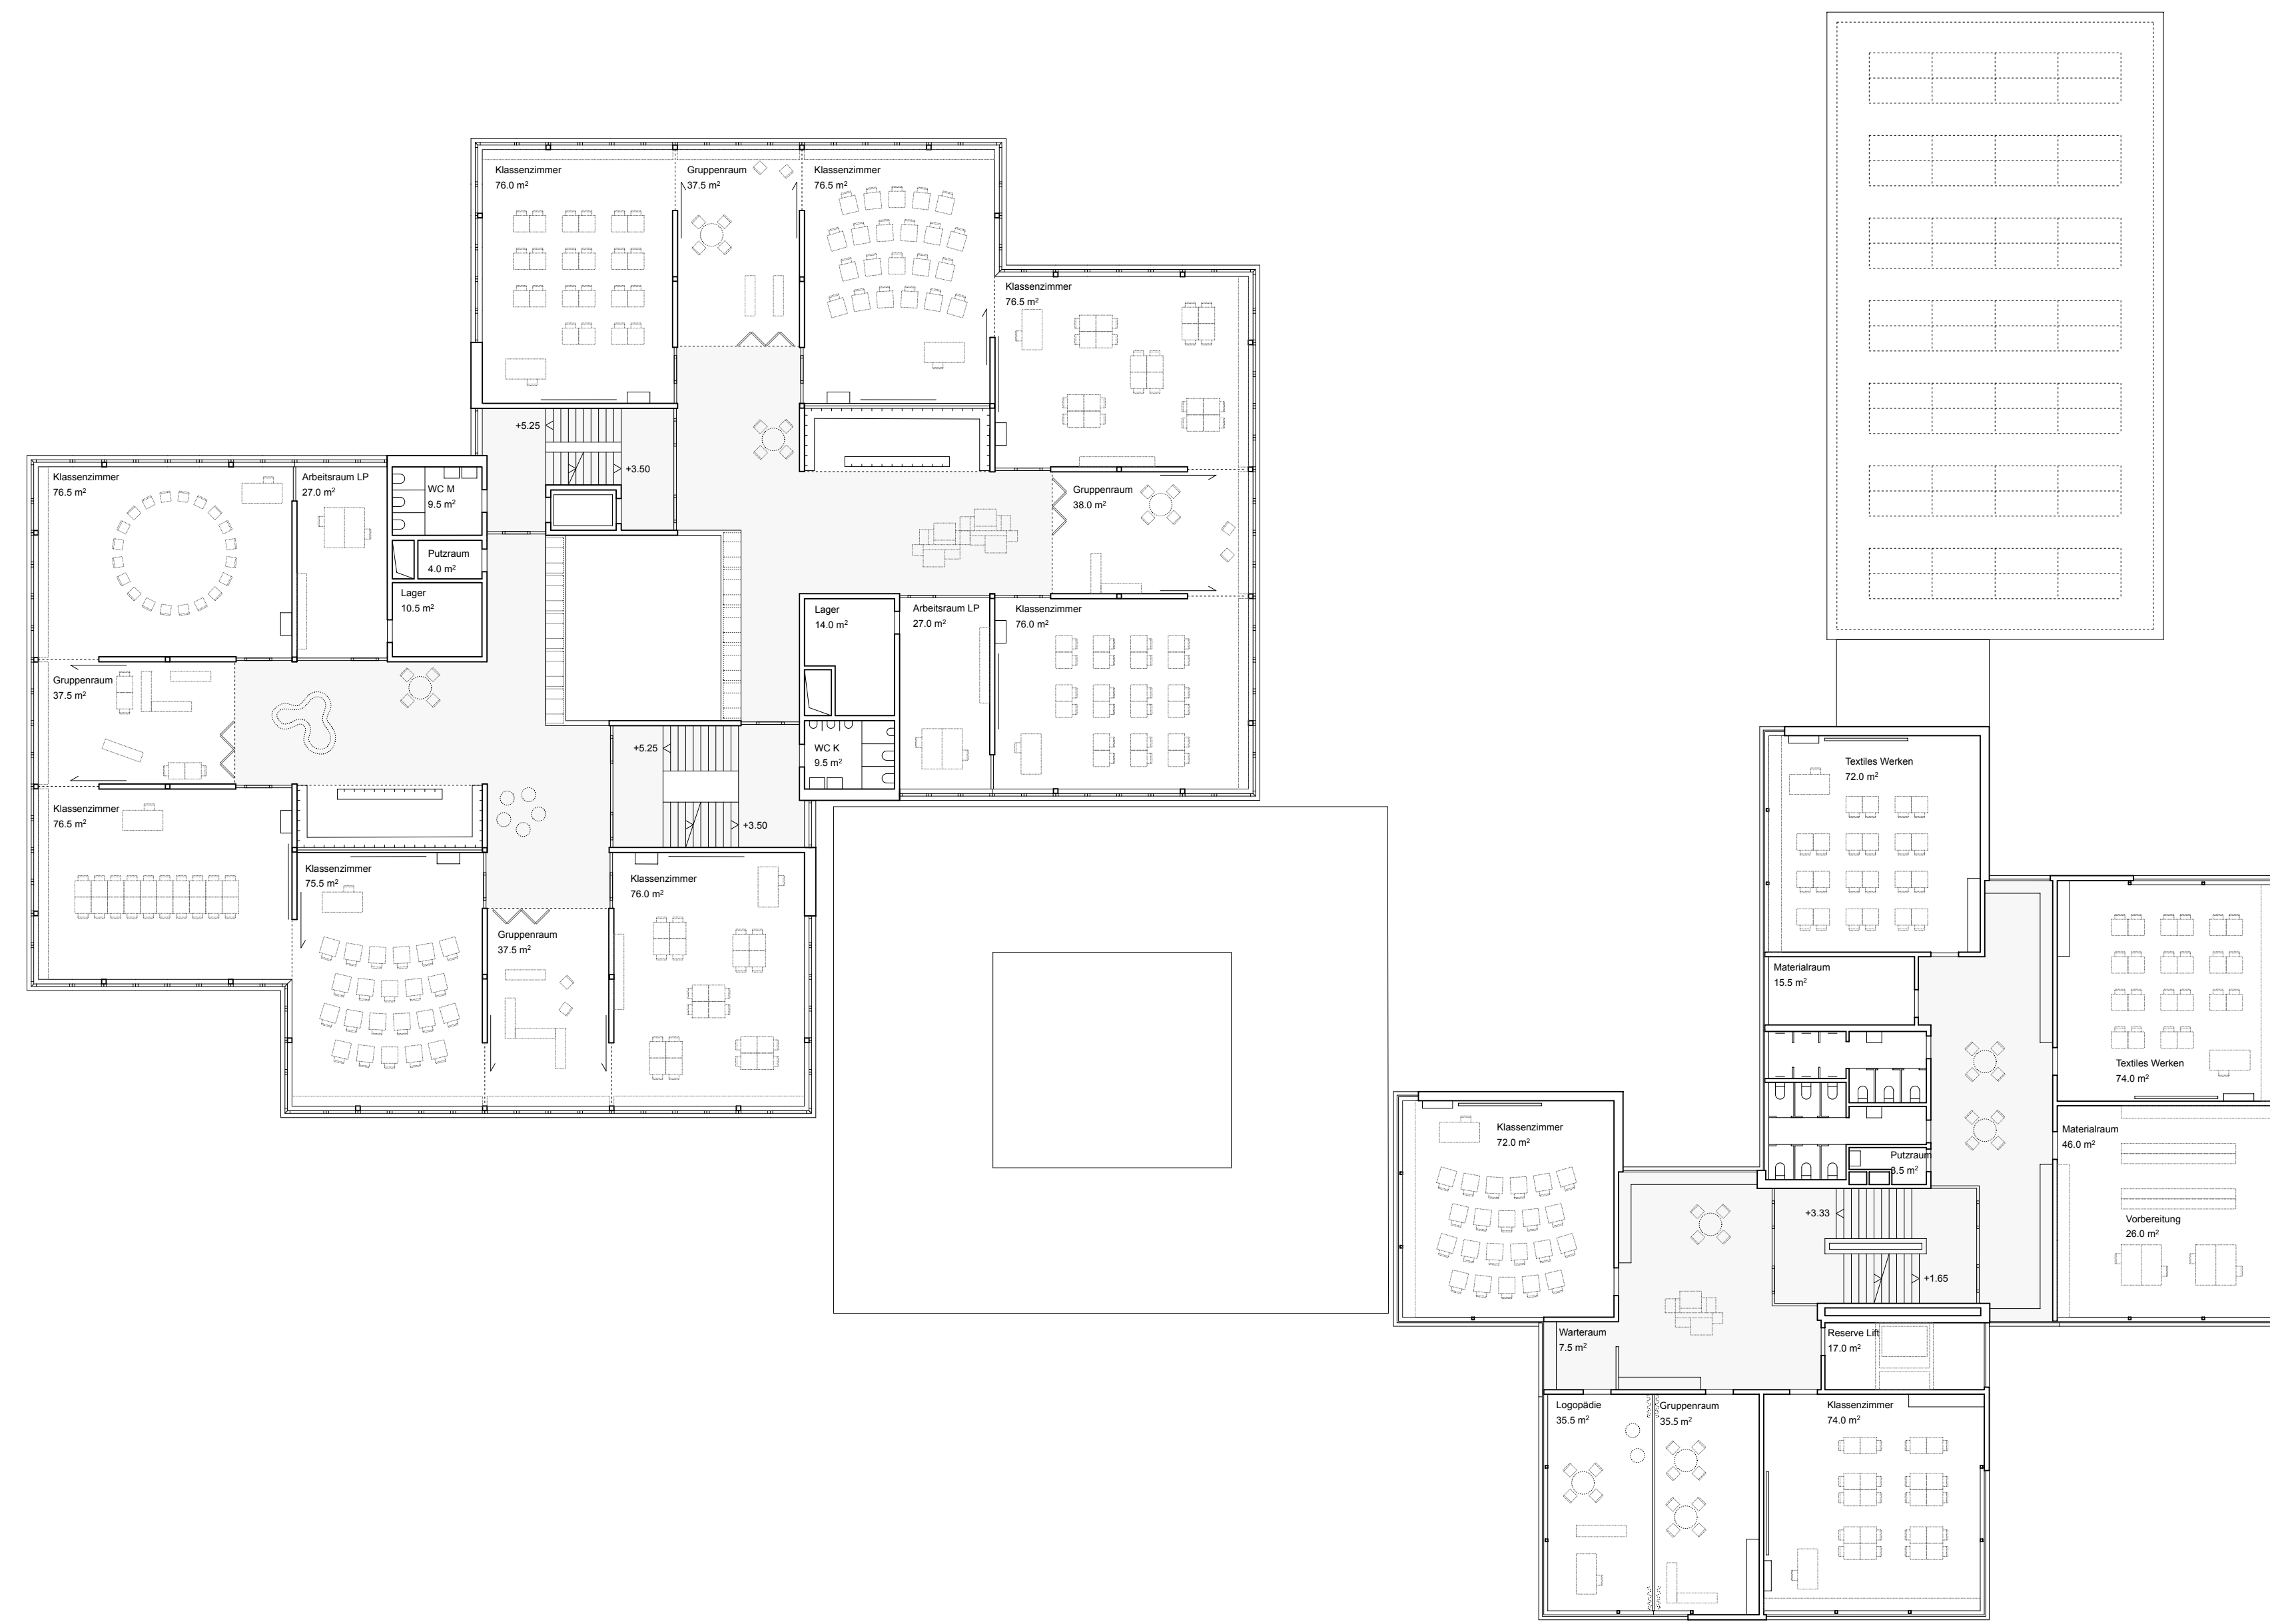 Klassenzimmer
76.0 m²
Gruppenraum
37.5 m²
Klassenzimmer
76.5 m²
Klassenzimmer
76.5 m²
+5.25
+3.50
Klassenzimmer
76.5 m²
Arbeitsraum LP
27.0 m²
WC M
9.5 m²
Gruppenraum
38.0 m²
Putzraum
4.0 m²
Lager
10.5 m²
Lager
14.0 m²
Arbeitsraum LP
27.0 m²
Klassenzimmer
76.0 m²
Gruppenraum
37.5 m²
+5.25
WC K
9.5 m²
+3.50
Klassenzimmer
76.5 m²
Klassenzimmer
75.5 m²
Klassenzimmer
76.0 m²
Gruppenraum
37.5 m²
Textiles Werken
72.0 m²
Materialraum
15.5 m²
Textiles Werken
74.0 m²
Klassenzimmer
72.0 m²
Materialraum
46.0 m²
Putzraum
3.5 m²
+3.33
Vorbereitung
26.0 m²
+1.65
Warteraum
7.5 m²
Reserve Lift
17.0 m²
Logopädie
35.5 m²
Gruppenraum
35.5 m²
Klassenzimmer
74.0 m²